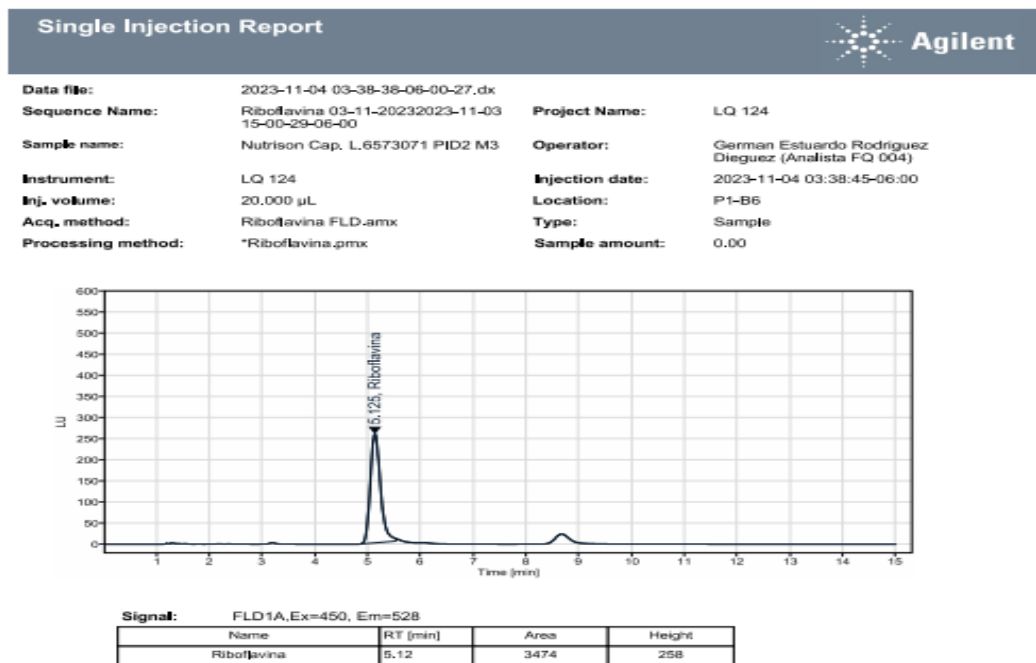 Single Injection Report
Agilent
Data file: 2023-11-04 03-38-38-06-00-27.dx
Sequence Name: Riboflavina 03-11-20232023-11-03 15-00-29-06-00 Project Name: LQ 124
Sample name: Nutrison Cap. L.6573071 PID2 M3 Operator: German Estuardo Rodriguez Dieguez (Analista FQ 004)
Instrument: LQ 124 Injection date: 2023-11-04 03:38:45-06:00
Inj. volume: 20.000 µL Location: P1-B6
Acq. method: Riboflavina FLD.amx Type: Sample
Processing method: *Riboflavina.pmx Sample amount: 0.00
600
550
500
450
400
350
300
250
200
150
100
50
0
LU
5.125, Riboflavina
1 2 3 4 5 6 7 8 9 10 11 12 13 14 15
Time [min]
Signal: FLD1A,Ex=450, Em=528
Name RT [min] Area Height
Riboflavina 5.12 3474 258